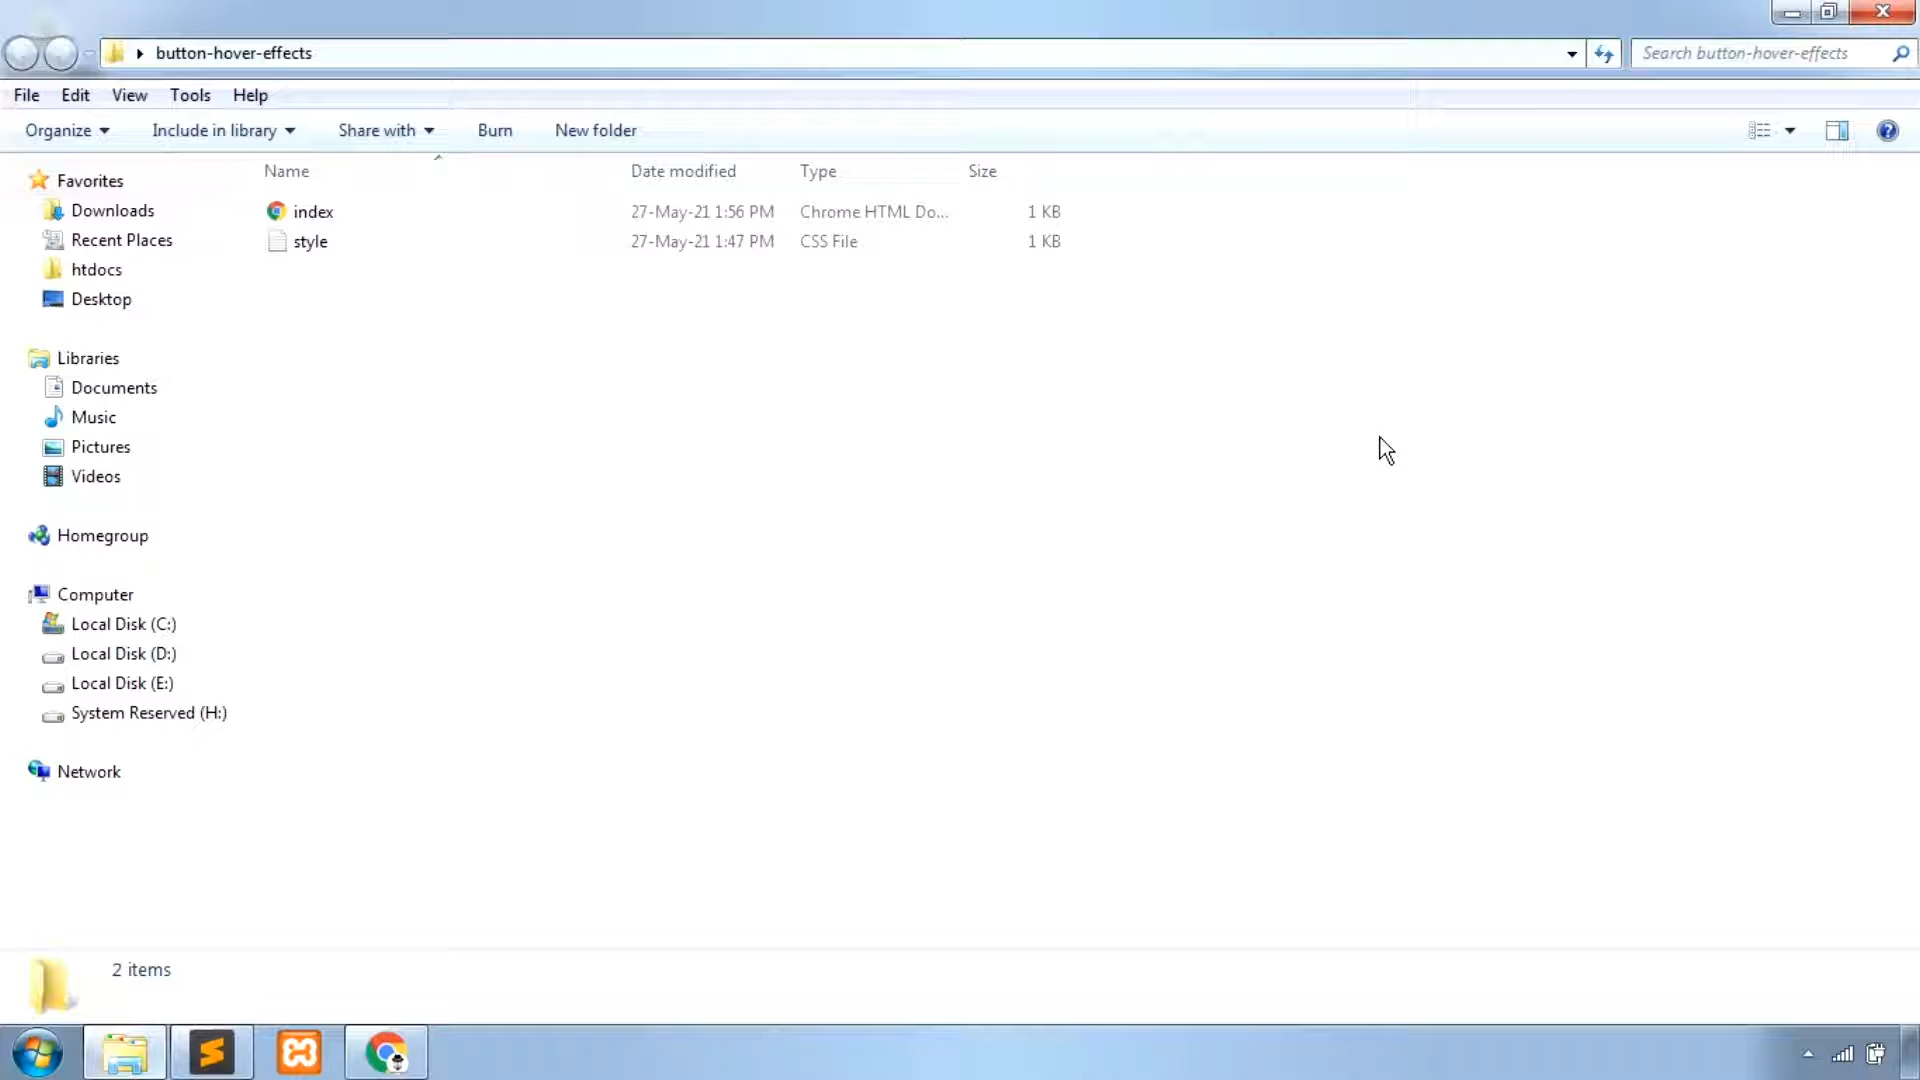 button-hover-effects
Search button-hover-effects
File Edit View Tools Help
Organize Include in library Share with Burn New folder
Name Date modified Type Size
index 27-May-21 1:56 PM Chrome HTML Do... 1 KB
style 27-May-21 1:47 PM CSS File 1 KB
Favorites
Downloads
Recent Places
htdocs
Desktop
Libraries
Documents
Music
Pictures
Videos
Homegroup
Computer
Local Disk (C:)
Local Disk (D:)
Local Disk (E:)
System Reserved (H:)
Network
2 items